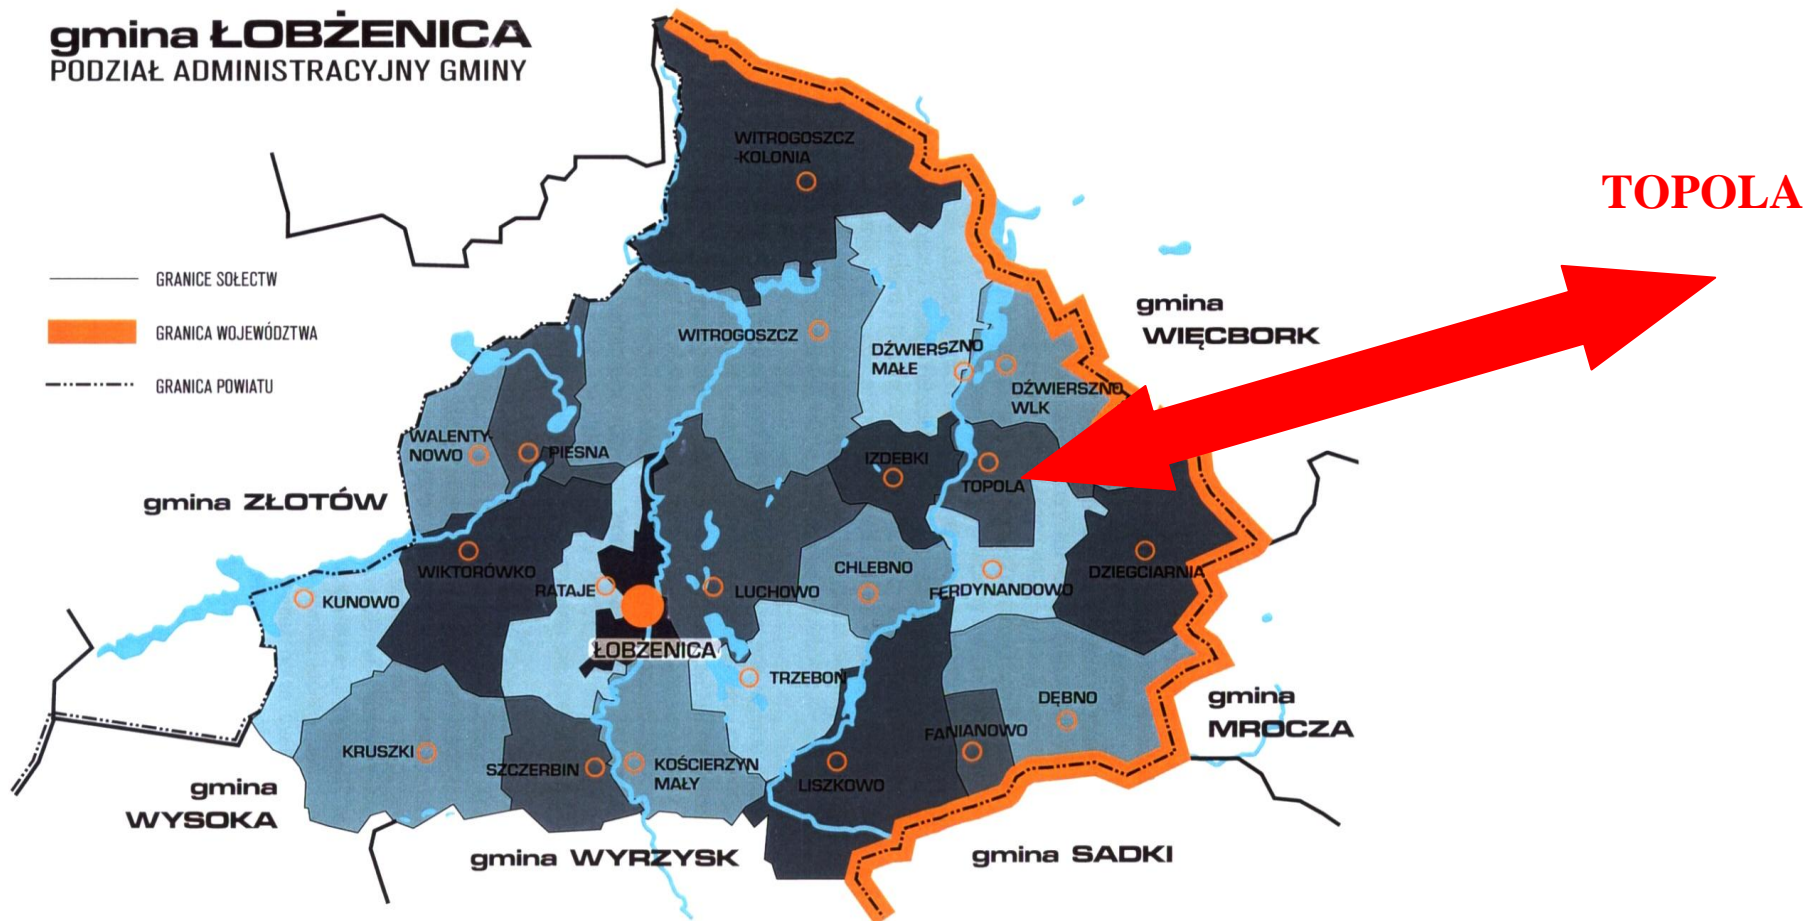 gmina ŁOBŻENICA
PODZIAŁ ADMINISTRACYJNY GMINY
TOPOLA
WITROGOSZCZ
-KOLONIA
GRANICE SOŁECTW
GRANICA WOJEWÓDZTWA
GRANICA POWIATU
gmina
WIĘCBORK
WITROGOSZCZ
DŹWIERSZNO
MAŁE
DŹWIERSZNO
WLK
WALENTY-
NOWO
PIESNA
IZDEBKI
TOPOLA
gmina ZŁOTÓW
WIKTORÓWKO
KUNOWO
RATAJE
LUCHOWO
CHLEBNO
FERDYNANDOWO
DZIEGCIARNIA
ŁOBŻENICA
TRZEBOŃ
DĘBNO
gmina
MROCZA
FANIANOWO
KRUSZKI
SZCZERBIN
KOŚCIERZYN
MAŁY
LISZKOWO
gmina
WYSOKA
gmina WYRZYSK
gmina SADKI